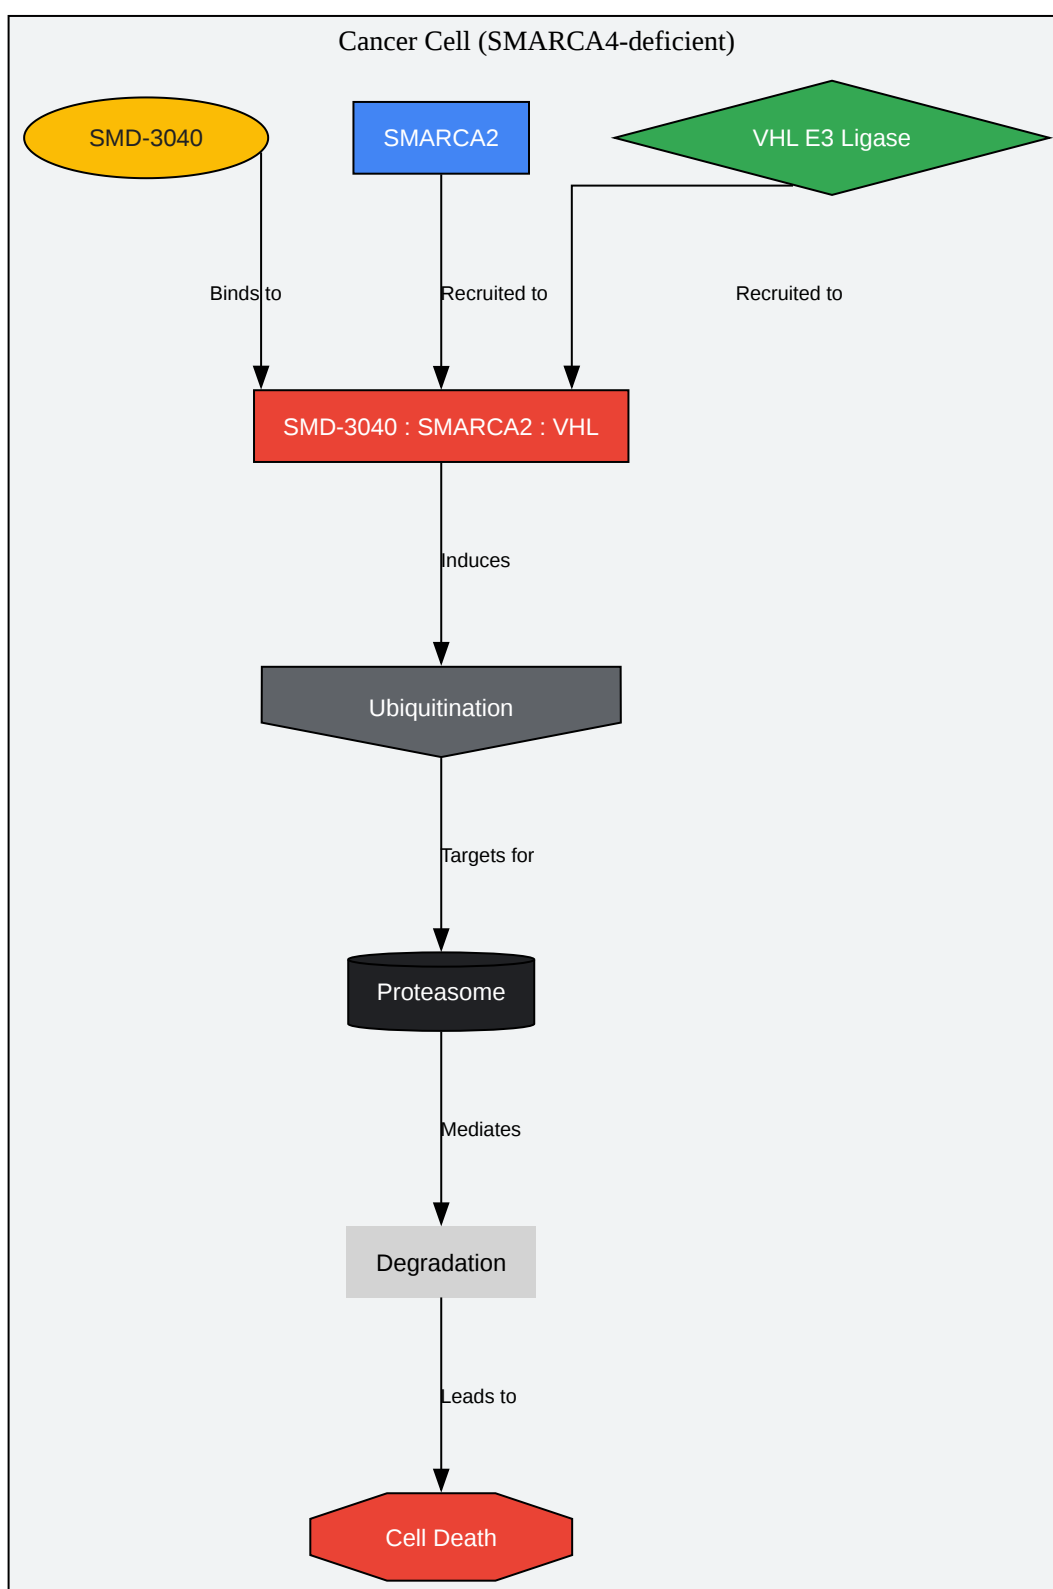 Cancer Cell (SMARCA4-deficient)
SMD-3040
SMARCA2
VHL E3 Ligase
Binds to
Recruited to
Recruited to
SMD-3040 : SMARCA2 : VHL
Induces
Ubiquitination
Targets for
Proteasome
Mediates
Degradation
Leads to
Cell Death